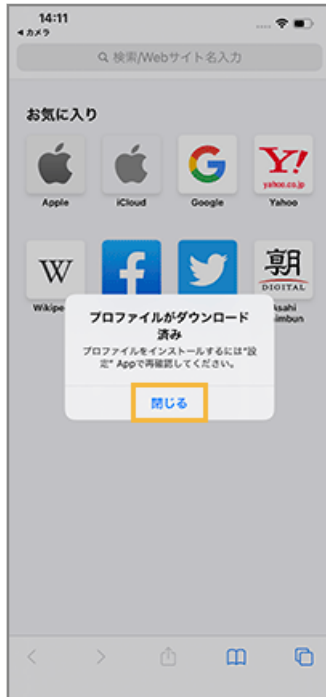 14:11
◀カメラ
検索/Webサイト名入力
お気に入り
Apple
iCloud
Google
YAHOO
yahoo.co.jp
Yahoo
W
朝
DIGITAL
Wikipe
Asahi
imbun
プロファイルがダウンロード
済み
プロファイルをインストールするには"設
定" Appで再確認してください。
閉じる